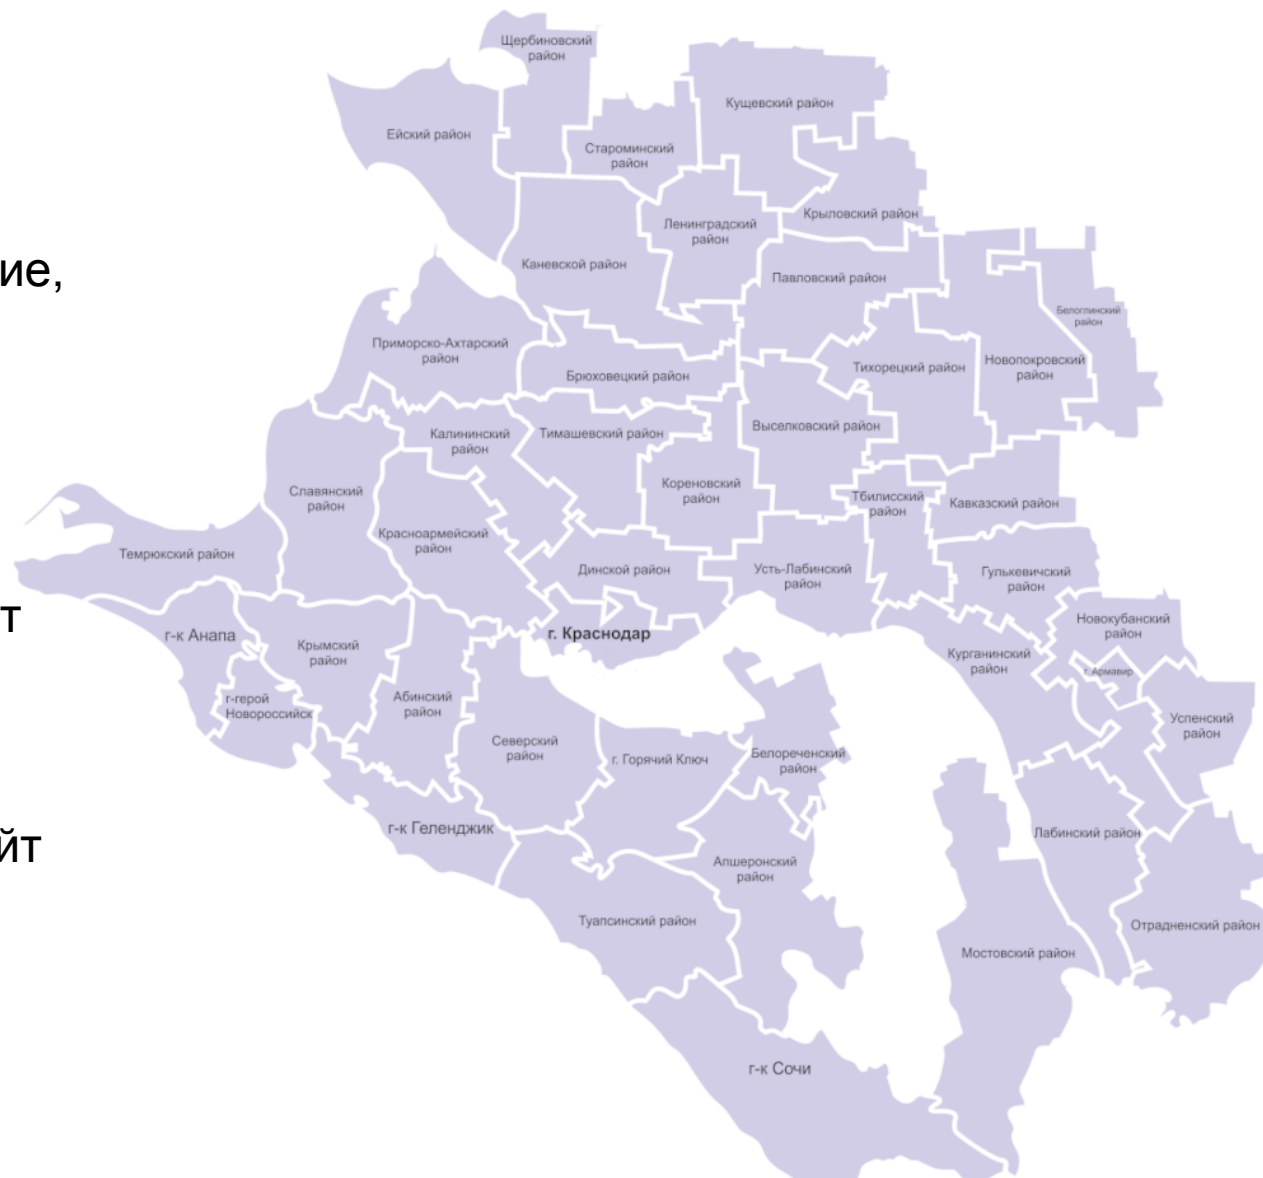 Щербиновский
район
Кущевский район
Ейский район
Староминский
район
Крыловский район
Ленинградский
район
ие,
Каневской район
Павловский район
Белоглинский
район
Приморско-Ахтарский
район
Брюховецкий район
Тихорецкий район
Новопокровский
район
Калининский
район
Тимашевский район
Выселковский район
Славянский
район
Кореновский
район
Тбилисский
район
Кавказский район
Красноармейский
район
Темрюкский район
Динской район
Усть-Лабинский
район
Гулькевичский
район
т
г-к Анапа
Крымский
район
г. Краснодар
Новокубанский
район
Курганинский
район
г. Армавир
г-герой
Новороссийск
Абинский
район
Успенский
район
Северский
район
г. Горячий Ключ
Белореченский
район
йт
г-к Геленджик
Лабинский район
Апшеронский
район
Туапсинский район
Отрадненский район
Мостовский район
г-к Сочи